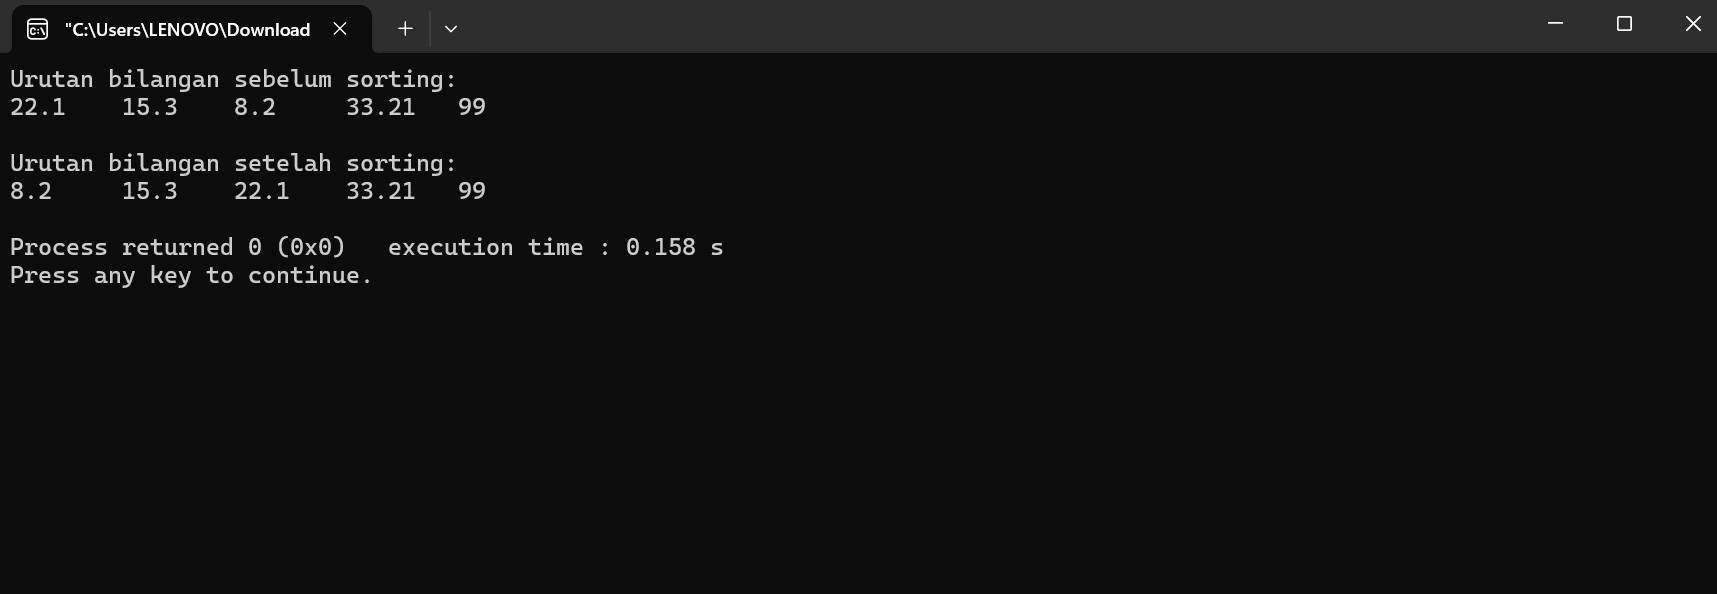 "C:\Users\LENOVO\Download
Urutan bilangan sebelum sorting:
22.1    15.3    8.2     33.21   99

Urutan bilangan setelah sorting:
8.2     15.3    22.1    33.21   99

Process returned 0 (0x0)   execution time : 0.158 s
Press any key to continue.